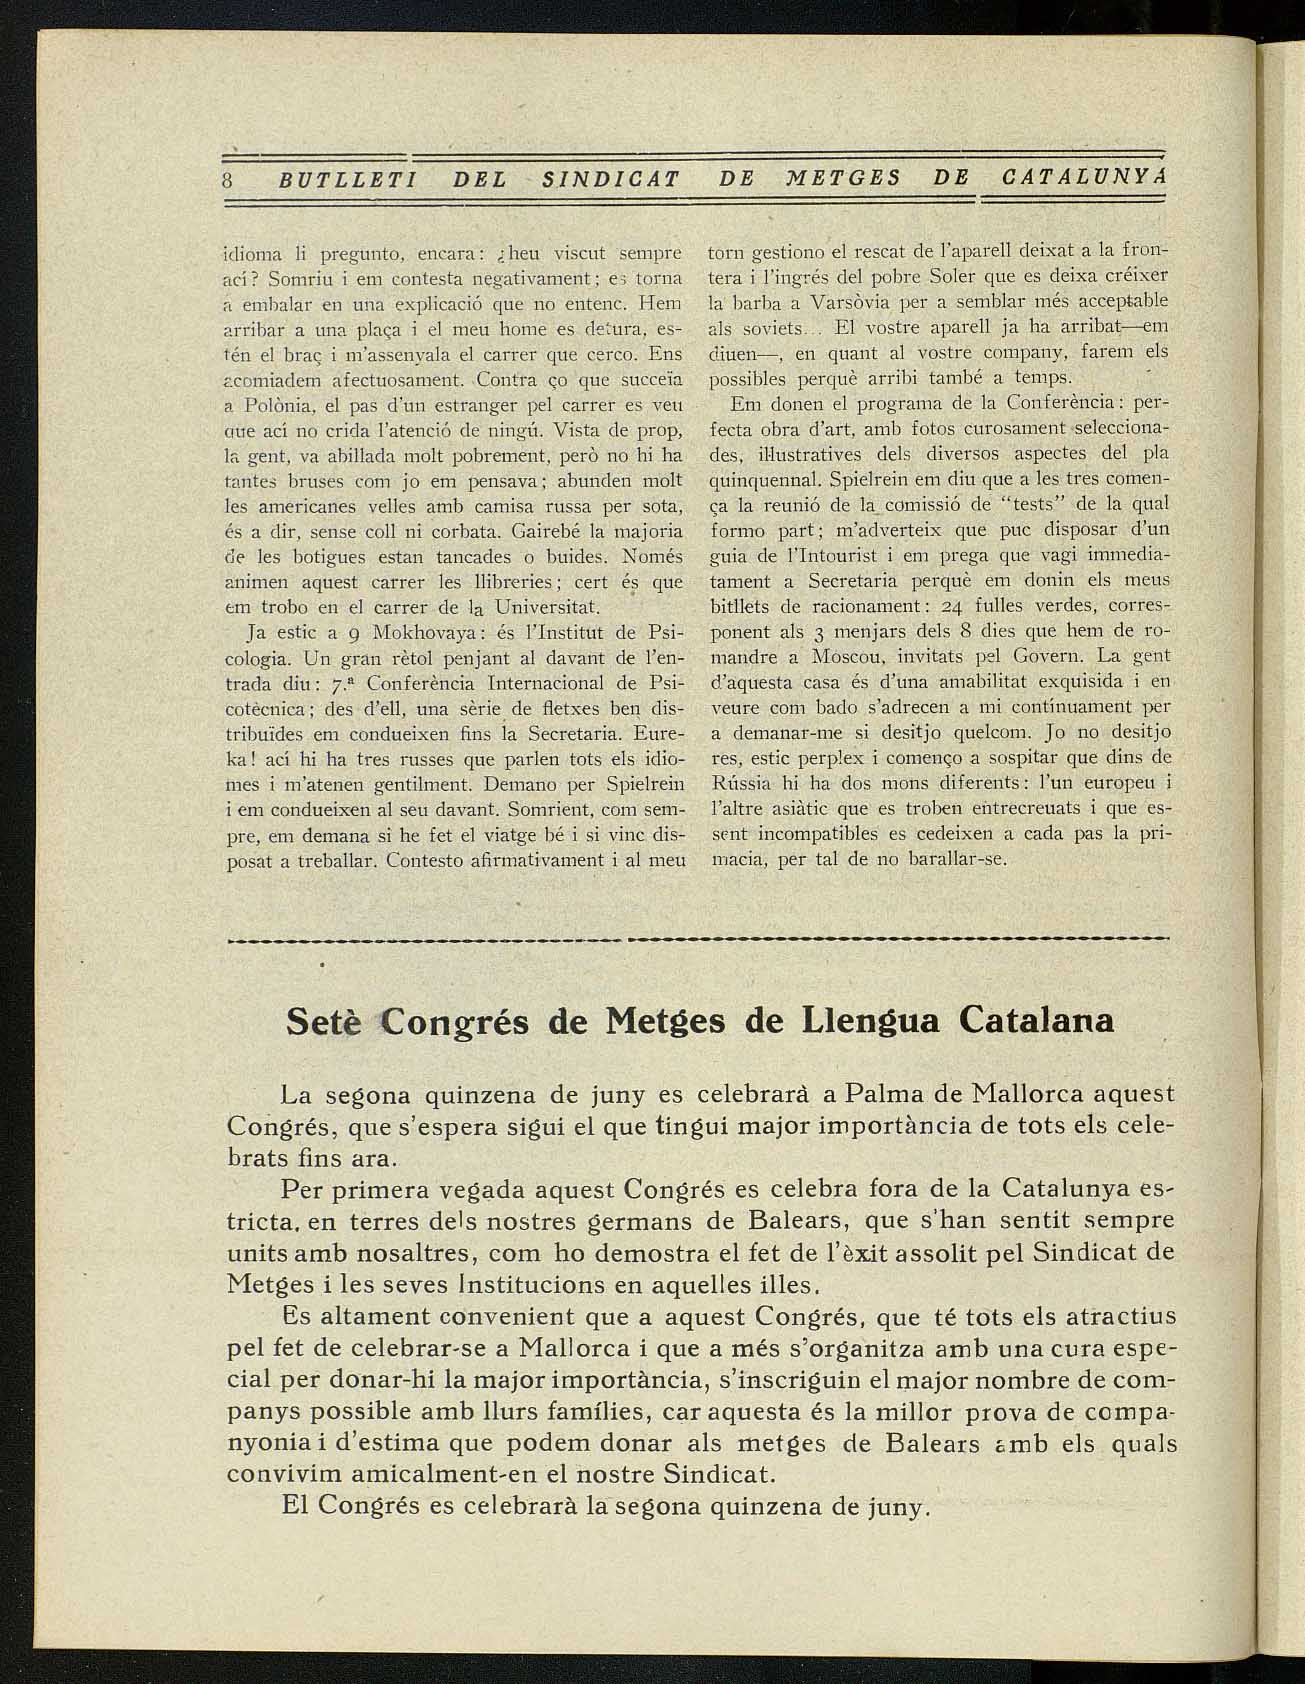 8 BUTLLETI DEL SINDICAT DE METGES DE CATALUNYA
idioma li pregunto, encara: ¿heu viscut sempre
ací? Somriu i em contesta negativament; es torna
a embalar en una explicació que no entenc. Hem
arribar a una plaça i el meu home es detura, es-
tén el braç i m'assenyala el carrer que cerco. Ens
acomiadem afectuosament. Contra ço que succeïa
a Polònia, el pas d'un estranger pel carrer es veu
que ací no crida l'atenció de ningú. Vista de prop,
la gent, va abillada molt pobrement, però no hi ha
tantes bruses com jo em pensava; abunden molt
les americanes velles amb camisa russa per sota,
és a dir, sense coll ni corbata. Gairebé la majoria
de les botigues estan tancades o buides. Només
animen aquest carrer les llibreries; cert és que
em trobo en el carrer de la Universitat.
Ja estic a 9 Mokhovaya: és l'Institut de Psi-
cologia. Un gran rètol penjant al davant de l'en-
trada diu: 7.ª Conferència Internacional de Psi-
cotècnica; des d'ell, una sèrie de fletxes ben dis-
tribuïdes em condueixen fins la Secretaria. Eure-
ka! ací hi ha tres russes que parlen tots els idio-
mes i m'atenen gentilment. Demano per Spielrein
i em condueixen al seu davant. Somrient, com sem-
pre, em demana si he fet el viatge bé i si vinc dis-
posat a treballar. Contesto afirmativament i al meu
torn gestiono el rescat de l'aparell deixat a la fron-
tera i l'ingrés del pobre Soler que es deixa créixer
la barba a Varsòvia per a semblar més acceptable
als soviets... El vostre aparell ja ha arribat—em
diuen—, en quant al vostre company, farem els
possibles perquè arribi també a temps.
Em donen el programa de la Conferència: per-
fecta obra d'art, amb fotos curosament selecciona-
des, il·lustratives dels diversos aspectes del pla
quinquennal. Spielrein em diu que a les tres comen-
ça la reunió de la comissió de "tests" de la qual
formo part; m'adverteix que puc disposar d'un
guia de l'Intourist i em prega que vagi immedia-
tament a Secretaria perquè em donin els meus
bitllets de racionament: 24 fulles verdes, corres-
ponent als 3 menjars dels 8 dies que hem de ro-
mandre a Moscou, invitats pel Govern. La gent
d'aquesta casa és d'una amabilitat exquisida i en
veure com bado s'adrecen a mi contínuament per
a demanar-me si desitjo quelcom. Jo no desitjo
res, estic perplex i començo a sospitar que dins de
Rússia hi ha dos mons diferents: l'un europeu i
l'altre asiàtic que es troben entrecreuats i que es-
sent incompatibles es cedeixen a cada pas la pri-
macia, per tal de no barallar-se.
Setè Congrés de Metges de Llengua Catalana
La segona quinzena de juny es celebrarà a Palma de Mallorca aquest
Congrés, que s'espera sigui el que tingui major importància de tots els cele-
brats fins ara.
Per primera vegada aquest Congrés es celebra fora de la Catalunya es-
tricta, en terres dels nostres germans de Balears, que s'han sentit sempre
units amb nosaltres, com ho demostra el fet de l'èxit assolit pel Sindicat de
Metges i les seves Institucions en aquelles illes.
Es altament convenient que a aquest Congrés, que té tots els atractius
pel fet de celebrar-se a Mallorca i que a més s'organitza amb una cura espe-
cial per donar-hi la major importància, s'inscriguin el major nombre de com-
panys possible amb llurs famílies, car aquesta és la millor prova de compa-
nyonia i d'estima que podem donar als metges de Balears amb els quals
convivim amicalment-en el nostre Sindicat.
El Congrés es celebrarà la segona quinzena de juny.